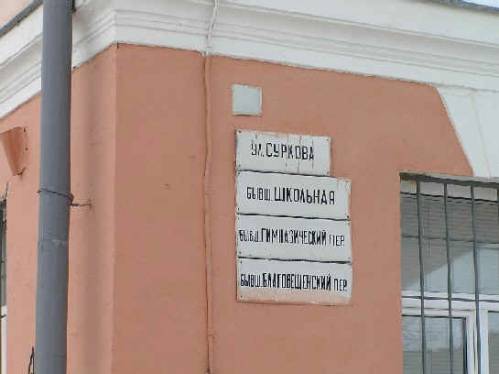 УЛ. СУРКОВА
БЫВШ. ШКОЛЬНАЯ
БЫВШ. ГИМНАЗИЧЕСКИЙ ПЕР.
БЫВШ. БЛАГОВЕЩЕНСКИЙ ПЕР.